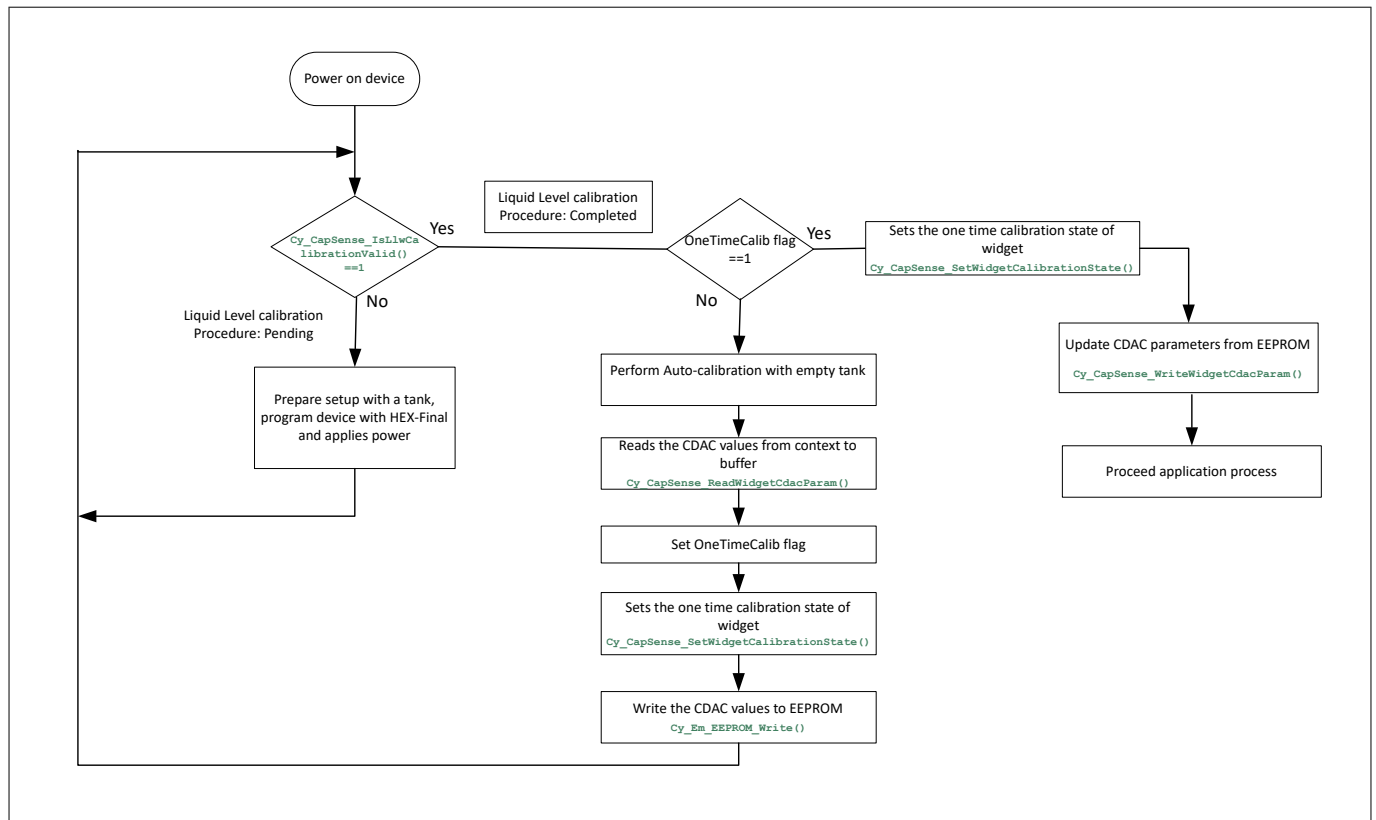 Power on device
Cy_CapSense_IsLlwCa
librationValid()
==1
Yes
No
Liquid Level calibration
Procedure: Completed
OneTimeCalib flag
==1
Yes
No
Sets the one time calibration state of
widget
Cy_CapSense_SetWidgetCalibrationState()
Liquid Level calibration
Procedure: Pending
Prepare setup with a tank,
program device with HEX-Final
and applies power
Perform Auto-calibration with empty tank
Reads the CDAC values from context to
buffer
Cy_CapSense_ReadWidgetCdacParam()
Set OneTimeCalib flag
Sets the one time calibration state of
widget
Cy_CapSense_SetWidgetCalibrationState()
Write the CDAC values to EEPROM
Cy_Em_EEPROM_Write()
Update CDAC parameters from EEPROM
Cy_CapSense_WriteWidgetCdacParam()
Proceed application process